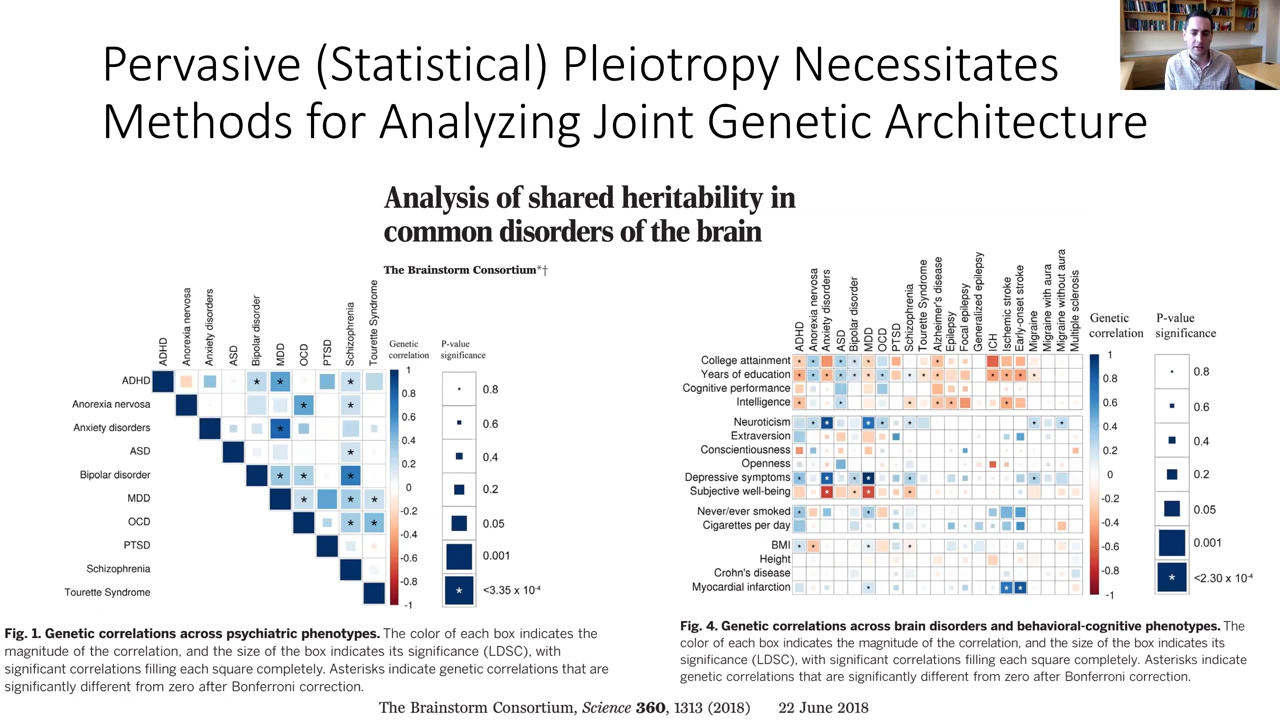 Pervasive (Statistical) Pleiotropy Necessitates
Methods for Analyzing Joint Genetic Architecture
Analysis of shared heritability in
common disorders of the brain
The Brainstorm Consortium*†
ADHD
Anorexia nervosa
Anxiety disorders
ASD
Bipolar disorder
MDD
OCD
PTSD
Schizophrenia
Tourette Syndrome
ADHD
Anorexia nervosa
Anxiety disorders
ASD
Bipolar disorder
MDD
OCD
PTSD
Schizophrenia
Tourette Syndrome
Genetic
correlation
1
0.8
0.6
0.4
0.2
0
-0.2
-0.4
-0.6
-0.8
-1
P-value
significance
0.8
0.6
0.4
0.2
0.05
0.001
<3.35 x 10-4
Fig. 1. Genetic correlations across psychiatric phenotypes. The color of each box indicates the
magnitude of the correlation, and the size of the box indicates its significance (LDSC), with
significant correlations filling each square completely. Asterisks indicate genetic correlations that are
significantly different from zero after Bonferroni correction.
ADHD
Anorexia nervosa
Anxiety disorders
ASD
Bipolar disorder
MDD
OCD
PTSD
Schizophrenia
Tourette Syndrome
Alzheimer's disease
Epilepsy
Focal epilepsy
Generalized epilepsy
ICH
Ischemic stroke
Early-onset stroke
Migraine
Migraine with aura
Migraine without aura
Multiple sclerosis
College attainment
Years of education
Cognitive performance
Intelligence
Neuroticism
Extraversion
Conscientiousness
Openness
Depressive symptoms
Subjective well-being
Never/ever smoked
Cigarettes per day
BMI
Height
Crohn's disease
Myocardial infarction
Genetic
correlation
1
0.8
0.6
0.4
0.2
0
-0.2
-0.4
-0.6
-0.8
-1
P-value
significance
0.8
0.6
0.4
0.2
0.05
0.001
<2.30 x 10-4
Fig. 4. Genetic correlations across brain disorders and behavioral-cognitive phenotypes. The
color of each box indicates the magnitude of the correlation, and the size of the box indicates its
significance (LDSC), with significant correlations filling each square completely. Asterisks indicate
genetic correlations that are significantly different from zero after Bonferroni correction.
The Brainstorm Consortium, Science 360, 1313 (2018) 22 June 2018